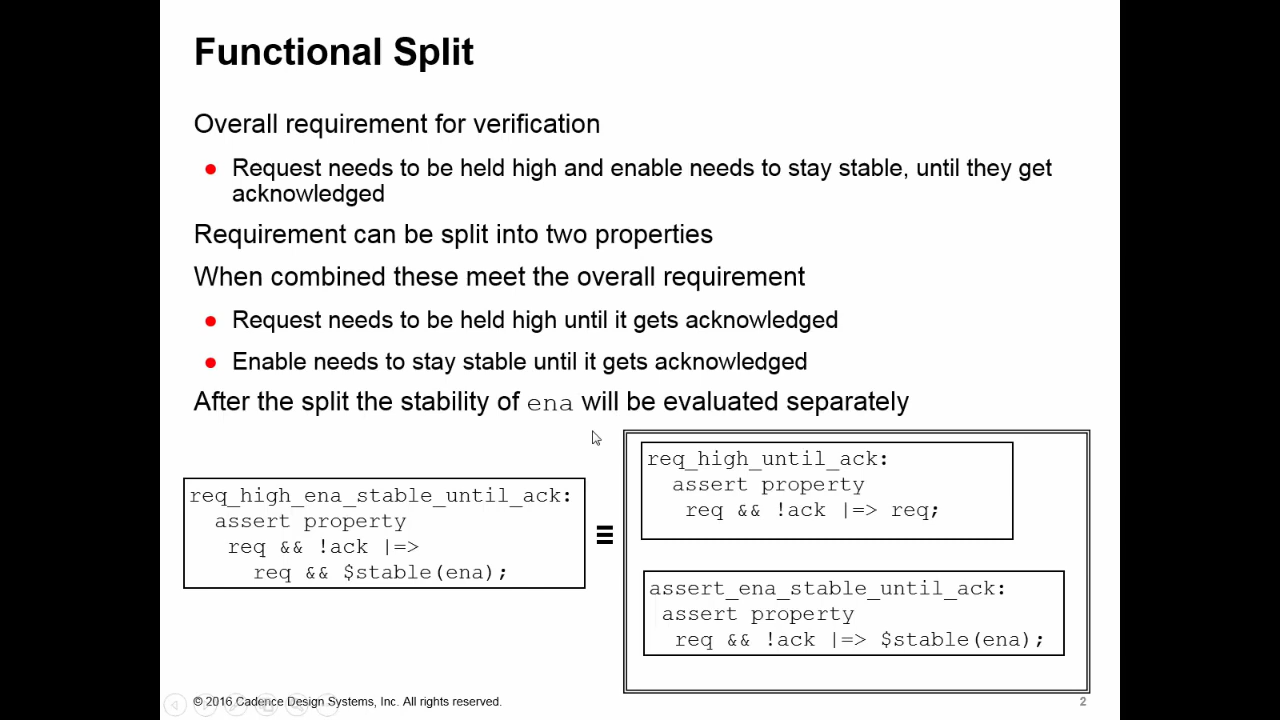 Functional Split
Overall requirement for verification
● Request needs to be held high and enable needs to stay stable, until they get
acknowledged
Requirement can be split into two properties
When combined these meet the overall requirement
● Request needs to be held high until it gets acknowledged
● Enable needs to stay stable until it gets acknowledged
After the split the stability of ena will be evaluated separately
req_high_ena_stable_until_ack:
assert property
req && !ack |=>
req && $stable(ena);
≡
req_high_until_ack:
assert property
req && !ack |=> req;
assert_ena_stable_until_ack:
assert property
req && !ack |=> $stable(ena);
© 2016 Cadence Design Systems, Inc. All rights reserved.
2